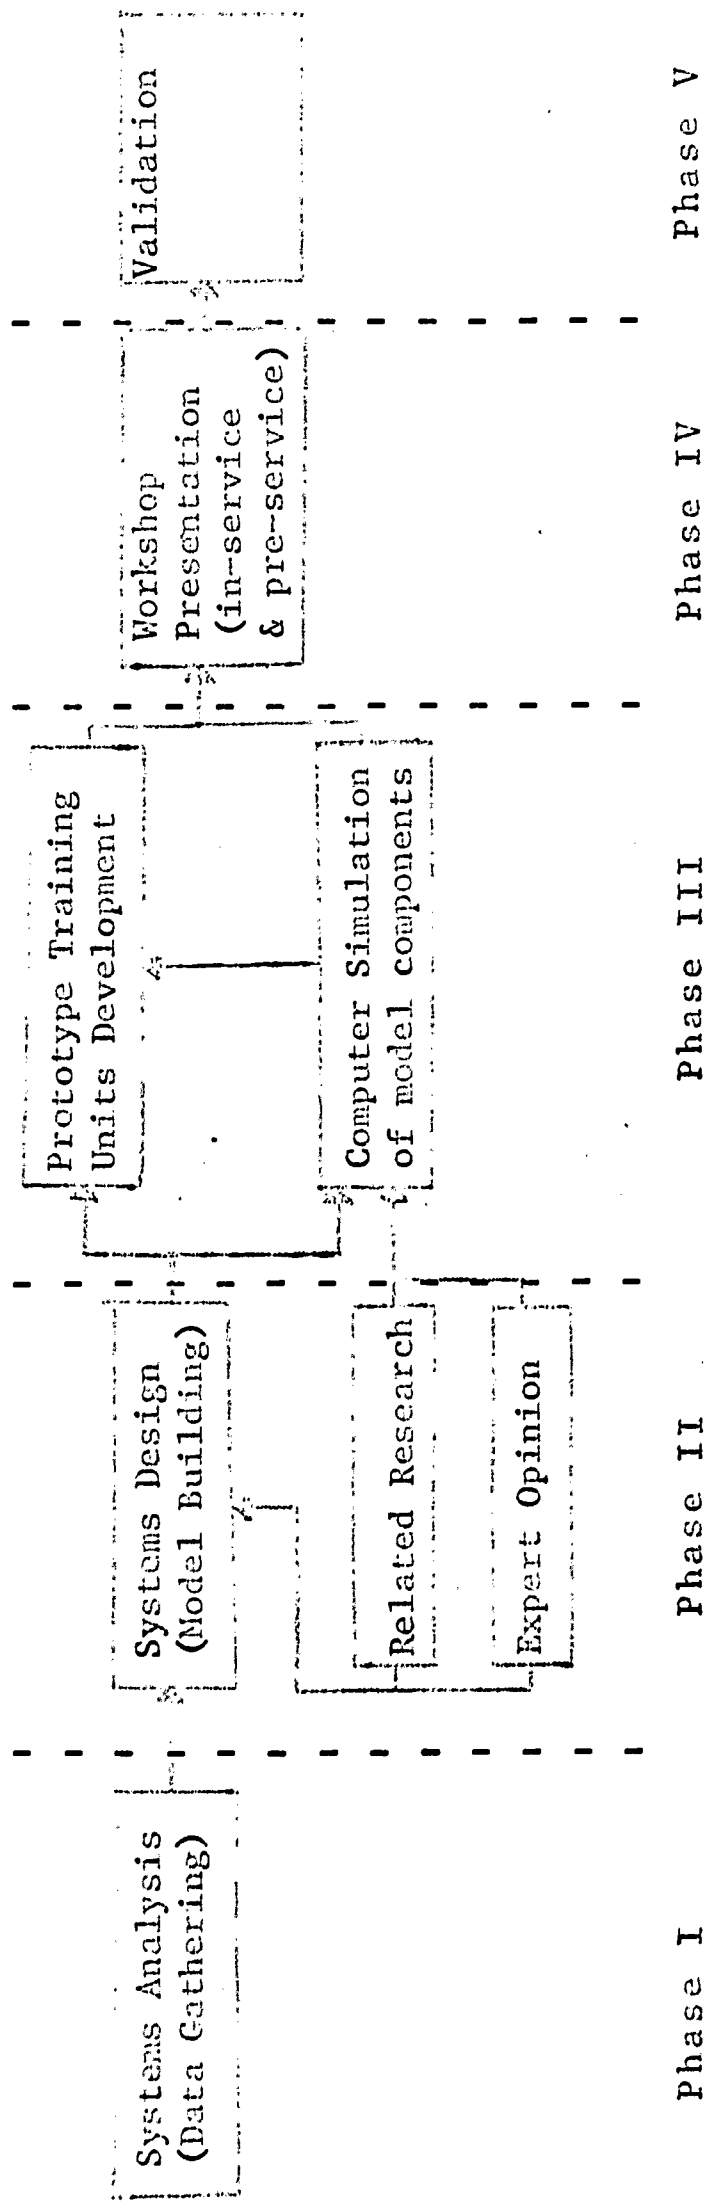 Systems Analysis
(Data Gathering)
Systems Design
(Model Building)
Related Research
Expert Opinion
Prototype Training
Units Development
Computer Simulation
of model components
Workshop
Presentation
(in-service
& pre-service)
Validation
Phase I
Phase II
Phase III
Phase IV
Phase V